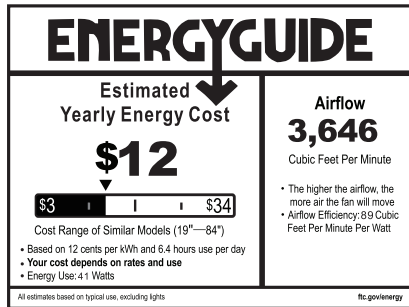 ENERGYGUIDE
Estimated
Yearly Energy Cost
$12
$3 $34
Cost Range of Similar Models (19"—84")
• Based on 12 cents per kWh and 6.4 hours use per day
• Your cost depends on rates and use
• Energy Use: 41 Watts
Airflow
3,646
Cubic Feet Per Minute
• The higher the airflow, the
more air the fan will move
• Airflow Efficiency: 89 Cubic
Feet Per Minute Per Watt
All estimates based on typical use, excluding lights
ftc.gov/energy